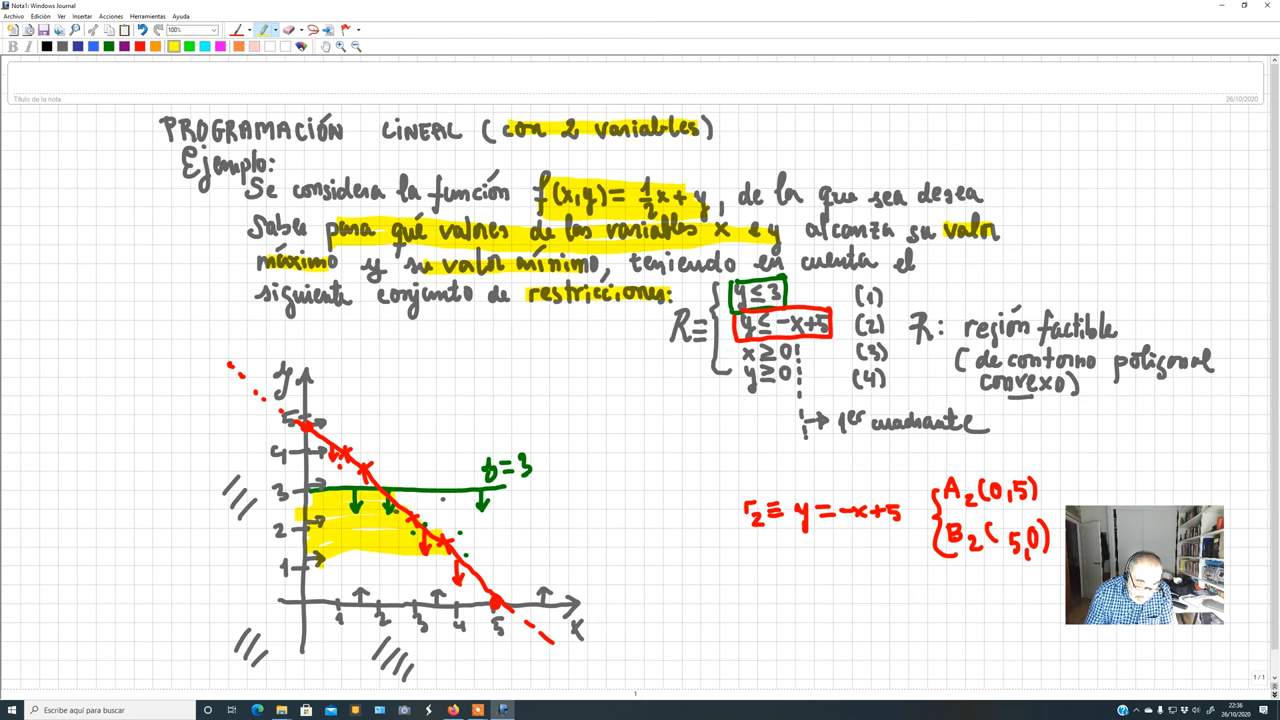 Nota1: Windows Journal
Archivo Edición Ver Insertar Acciones Herramientas Ayuda
100%
B I
Título de la nota
26/10/2020
PROGRAMACIÓN LINEAL (con 2 variables)
Ejemplo:
Se considera la función f(x,y)= 1/2x+y, de la que sea desea
saber para qué valores de las variables x e y alcanza su valor
máximo y su valor mínimo, teniendo en cuenta el
siguiente conjunto de restricciones:
R≡ { y≤3 (1)
y≤-x+5 (2)
x≥0 (3)
y≥0 (4)
R: región factible
(de contorno poligonal
convexo)
→ 1er cuadrante
y
5
4
3
2
1
1 2 3 4 5
x
y=3
r2≡ y=-x+5 { A2(0,5)
B2(5,0)
1 / 1
1
Escribe aquí para buscar
22:36
26/10/2020